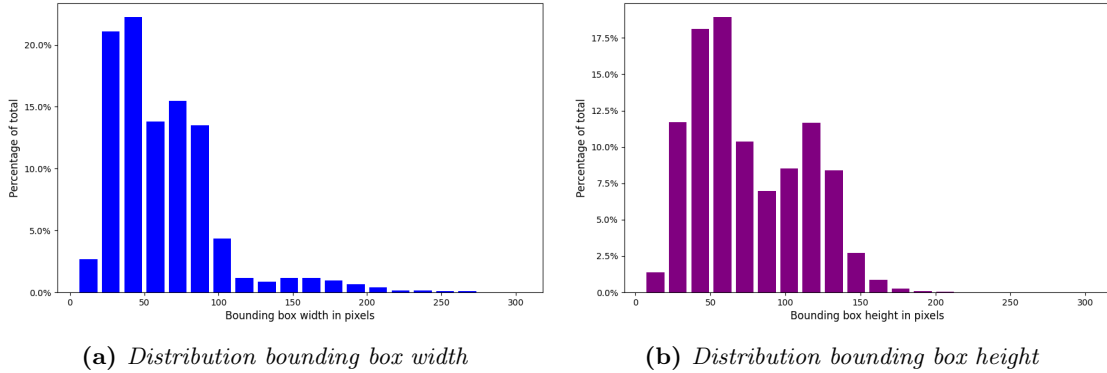 20.0%
15.0%
10.0%
5.0%
0.0%
Percentage of total
0 50 100 150 200 250 300
Bounding box width in pixels
(a) Distribution bounding box width
17.5%
15.0%
12.5%
10.0%
7.5%
5.0%
2.5%
0.0%
Percentage of total
0 50 100 150 200 250 300
Bounding box height in pixels
(b) Distribution bounding box height